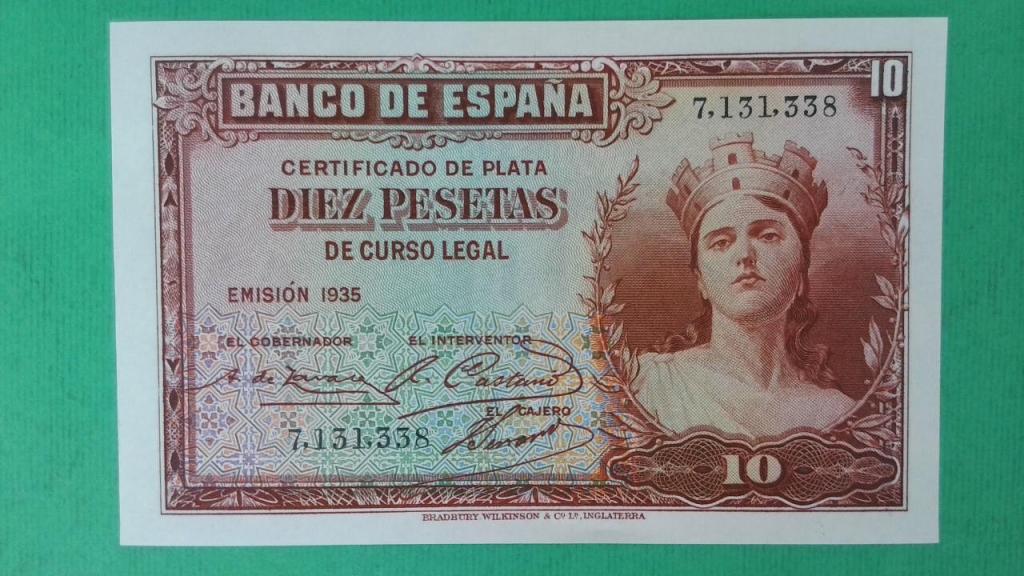 BANCO DE ESPAÑA
10
7,131,338
CERTIFICADO DE PLATA
DIEZ PESETAS
DE CURSO LEGAL
EMISIÓN 1935
EL GOBERNADOR EL INTERVENTOR
EL CAJERO
7,131,338
10
BRADBURY, WILKINSON & Cº Lᴰ, INGLATERRA